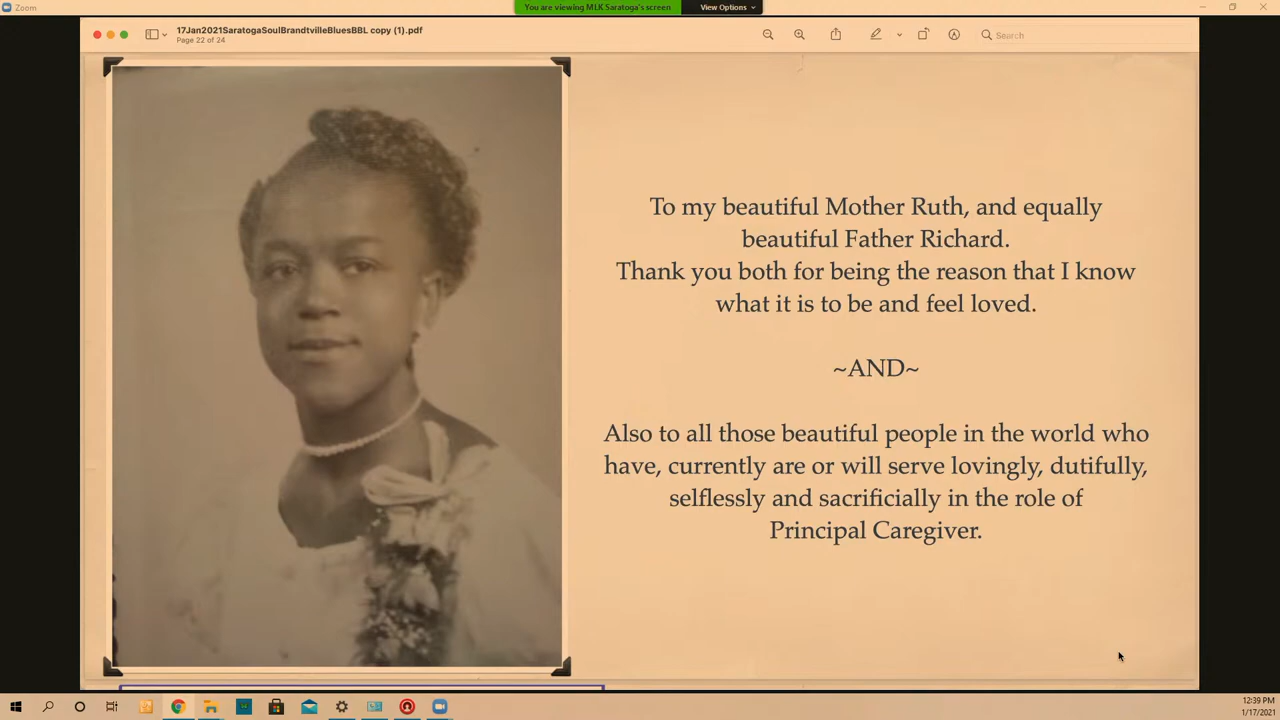 Zoom
You are viewing MLK Saratoga's screen
View Options
17Jan2021SaratogaSoulBrandtvilleBluesBBL copy (1).pdf
Page 22 of 24
Search
To my beautiful Mother Ruth, and equally
beautiful Father Richard.
Thank you both for being the reason that I know
what it is to be and feel loved.
~AND~
Also to all those beautiful people in the world who
have, currently are or will serve lovingly, dutifully,
selflessly and sacrificially in the role of
Principal Caregiver.
12:39 PM
1/17/2021